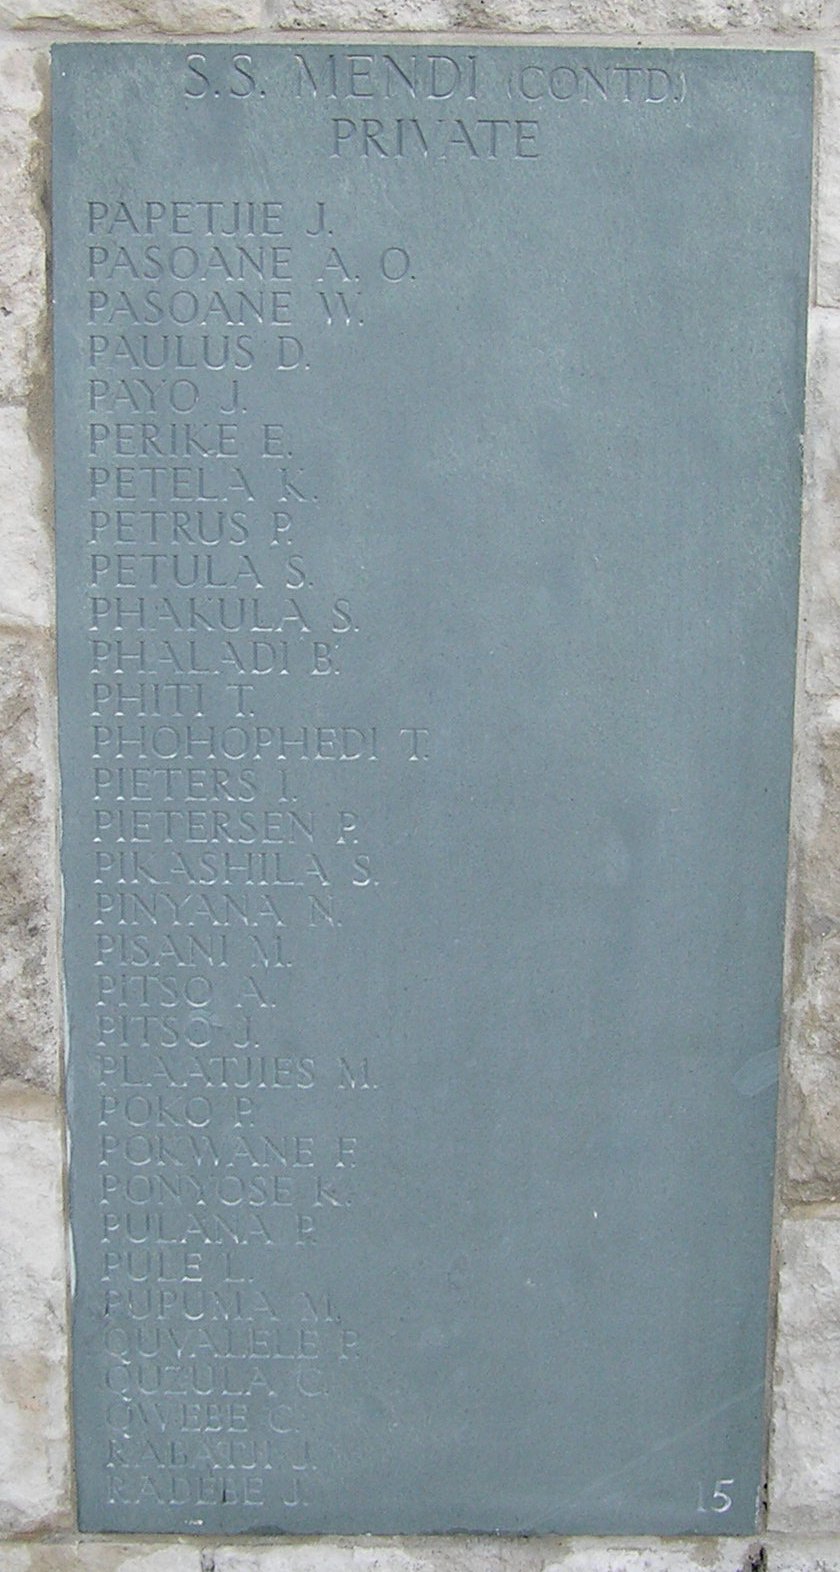 S.S. MENDI (CONTD.)
PRIVATE
PAPETJIE J.
PASOANE A. O.
PASOANE W.
PAULUS D.
PAYO J.
PERIKE E.
PETELA K.
PETRUS P.
PETULA S.
PHAKULA S.
PHALADI B.
PHITI T.
PHOHOPHEDI T.
PIETERS I.
PIETERSEN P.
PIKASHILA S.
PINYANA N.
PISANI M.
PITSO A.
PITSO J.
PLAATJIES M.
POKO P.
POKWANE F.
PONYOSE K.
PULANA P.
PULE L.
PUPUMA M.
QUVALELE P.
QUZULA C.
QWEBE C.
RABATJI J.
RADEBE J.
15